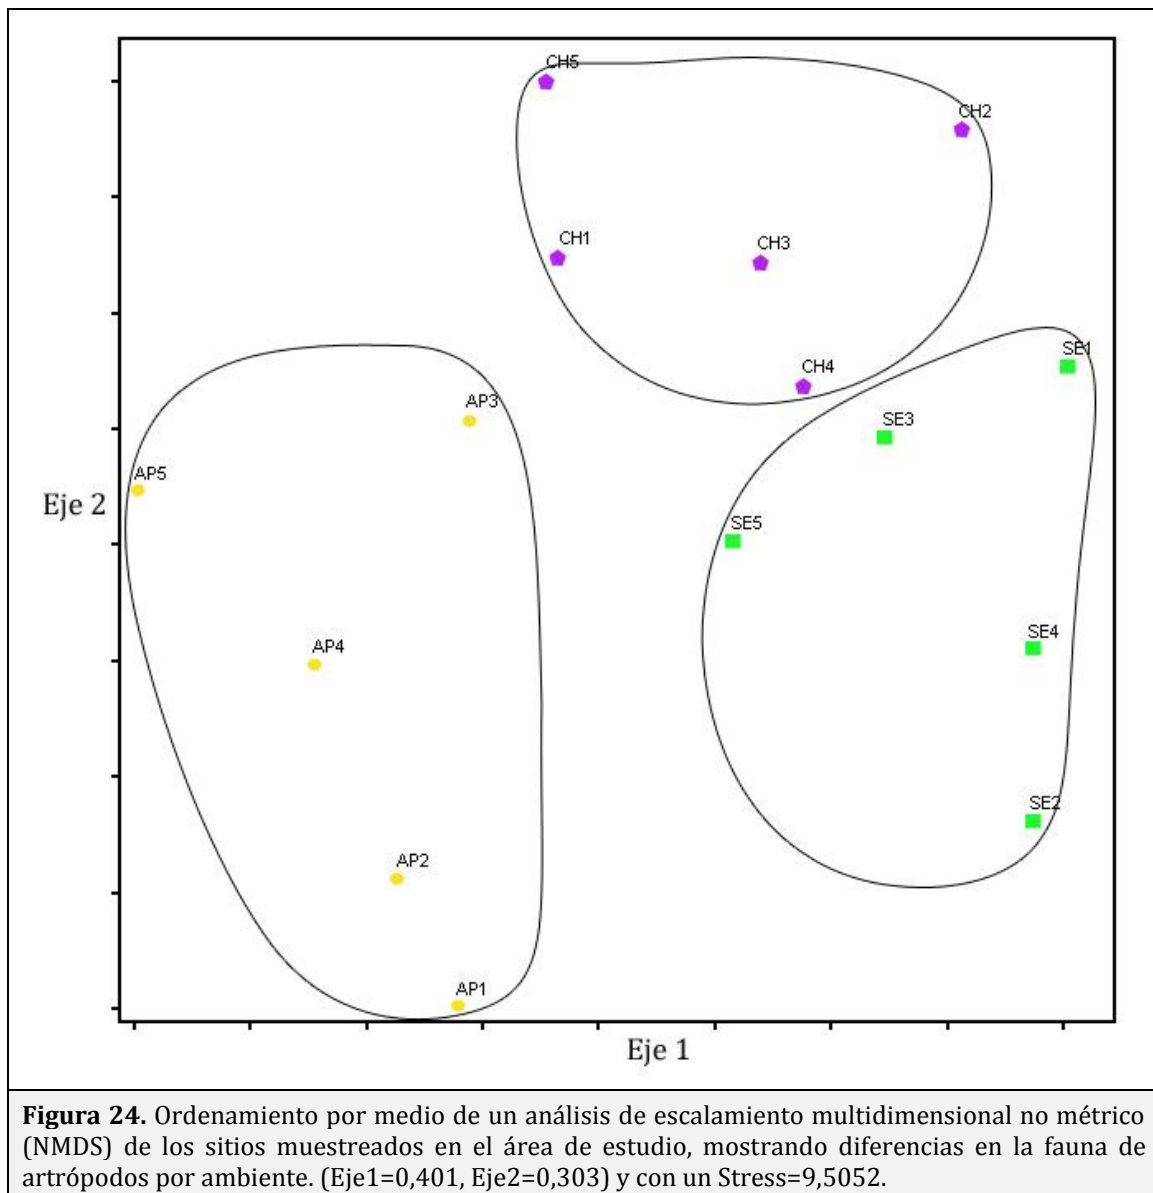 CH5
CH2
CH1
CH3
CH4
SE1
AP3
SE3
AP5
Eje 2
SE5
AP4
SE4
SE2
AP2
AP1
Eje 1
Figura 24. Ordenamiento por medio de un análisis de escalamiento multidimensional no métrico
(NMDS) de los sitios muestreados en el área de estudio, mostrando diferencias en la fauna de
artrópodos por ambiente. (Eje1=0,401, Eje2=0,303) y con un Stress=9,5052.